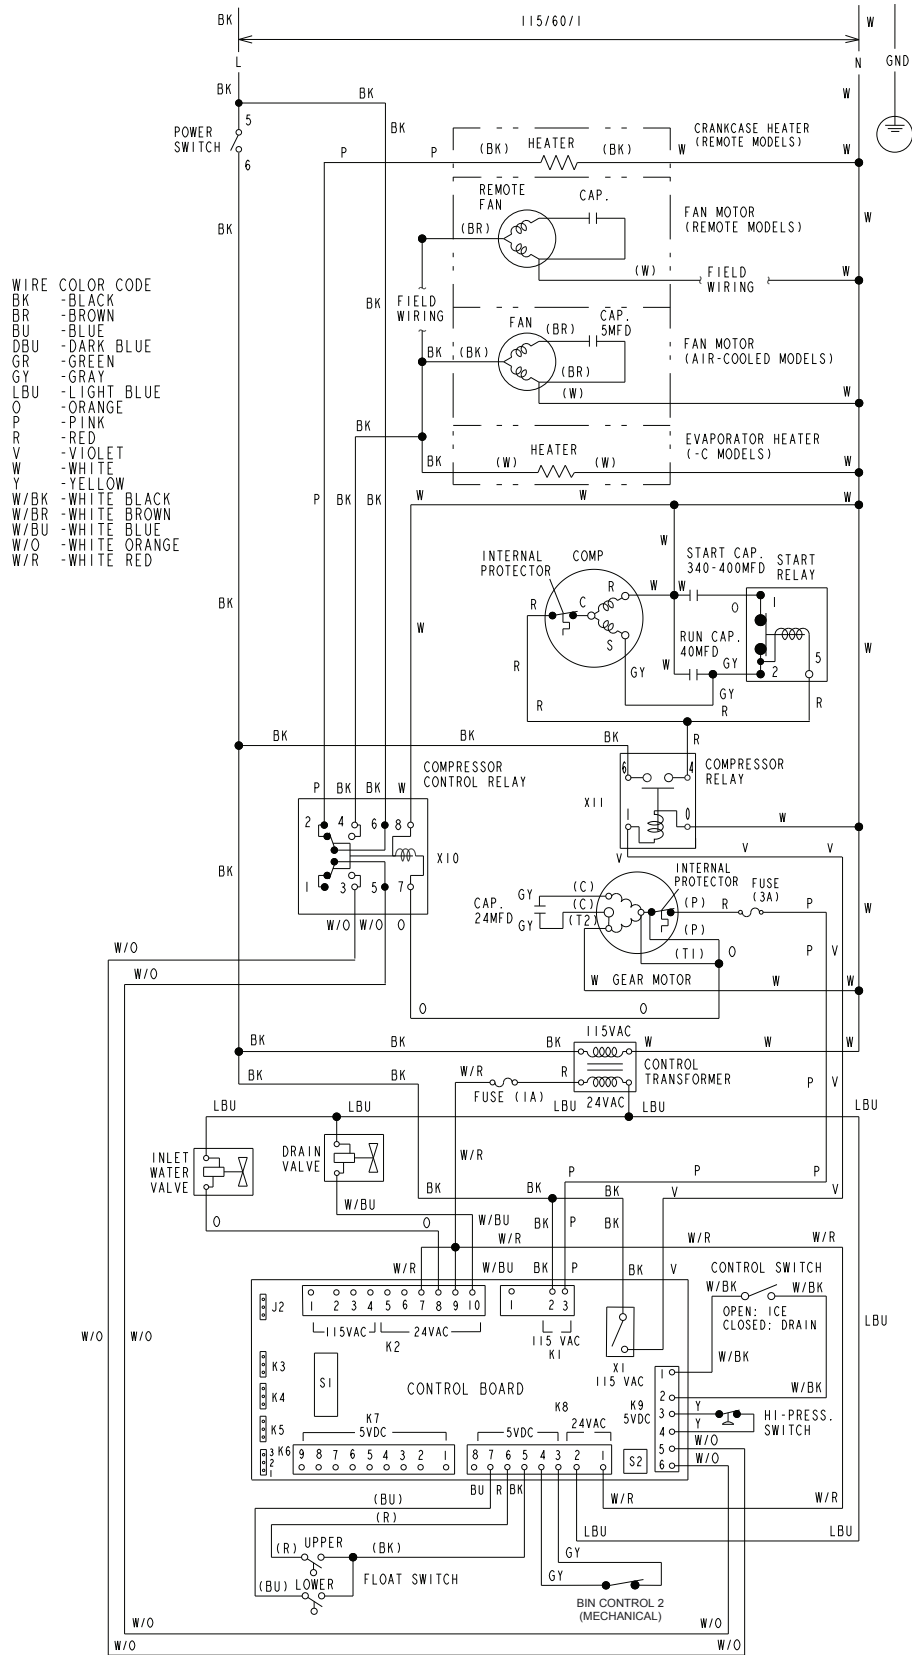 BK
115/60/1
W
L
N
GND
BK
BK
W
5
BK
POWER
SWITCH
6
CRANKCASE HEATER
(REMOTE MODELS)
P
P
(BK)
HEATER
(BK)
W
W
REMOTE
FAN
CAP.
FAN MOTOR
(REMOTE MODELS)
W
BK
(BR)
(W)
FIELD
WIRING
W
WIRE COLOR CODE
BK -BLACK
BR -BROWN
BU -BLUE
DBU -DARK BLUE
GR -GREEN
GY -GRAY
LBU -LIGHT BLUE
O -ORANGE
P -PINK
R -RED
V -VIOLET
W -WHITE
Y -YELLOW
W/BK -WHITE BLACK
W/BR -WHITE BROWN
W/BU -WHITE BLUE
W/O -WHITE ORANGE
W/R -WHITE RED
BK
FIELD
WIRING
FAN
(BR)
CAP.
5MFD
FAN MOTOR
(AIR-COOLED MODELS)
BK
(BK)
(BR)
(W)
W
BK
HEATER
EVAPORATOR HEATER
(-C MODELS)
BK
(W)
(W)
W
P
BK
BK
W
W
W
W
INTERNAL
PROTECTOR
COMP
START CAP.
340-400MFD
START
RELAY
R
W
W
BK
R
C
O
1
W
S
RUN CAP.
40MFD
W
GY
2
5
W
R
GY
GY
R
R
R
BK
BK
BK
R
COMPRESSOR
CONTROL RELAY
6
4
COMPRESSOR
RELAY
P
BK
BK
W
X11
2
4
6
8
1
0
W
X10
V
V
V
BK
1
3
5
7
INTERNAL
PROTECTOR
FUSE
(3A)
CAP.
24MFD
GY
(C)
(C)
GY
(T2)
(P)
R
P
W
(P)
W/O
W/O
O
(T1)
O
P
V
W/O
W/O
W
GEAR MOTOR
W
W
O
O
115VAC
BK
BK
W
W
W
CONTROL
TRANSFORMER
BK
BK
W/R
FUSE (1A)
R
24VAC
P
V
LBU
LBU
LBU
LBU
LBU
INLET
WATER
VALVE
DRAIN
VALVE
W/R
P
P
P
BK
BK
BK
V
V
W/BU
O
O
W/BU
BK
P
BK
W/R
W/R
W/R
W/R
W/BU
BK
P
BK
V
CONTROL SWITCH
W/BK
W/BK
OPEN: ICE
CLOSED: DRAIN
J2
1 2 3 4 5 6 7 8 9 10
115VAC
24VAC
K2
1 2 3
115 VAC
K1
X1
115 VAC
LBU
W/O
W/O
W/BK
W/BK
K3
K4
K5
K6
3
2
1
S1
CONTROL BOARD
K9
5VDC
1
2
3
4
5
6
Y
Y
HI-PRESS.
SWITCH
W/O
W/O
K7
5VDC
9 8 7 6 5 4 3 2 1
K8
5VDC
24VAC
8 7 6 5 4 3 2 1
S2
BU
R
BK
(BU)
(R)
W/R
W/R
LBU
LBU
(R)
UPPER
(BK)
GY
(BU)
LOWER
FLOAT SWITCH
GY
BIN CONTROL 2
(MECHANICAL)
W/O
W/O
W/O
W/O